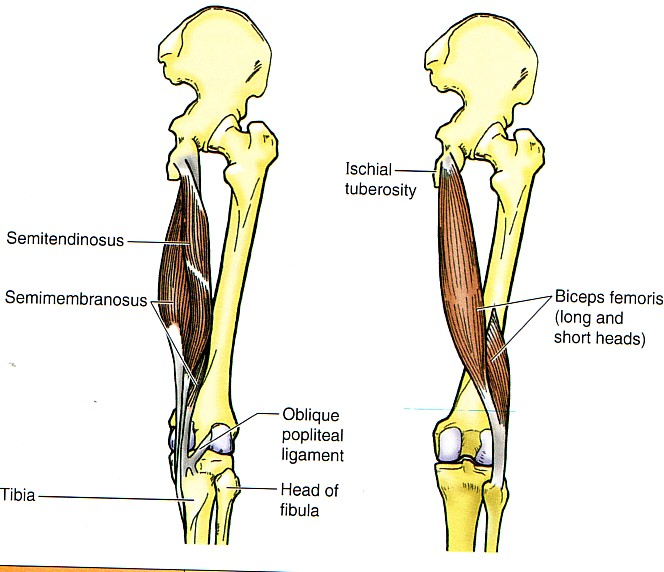 Semitendinosus
Semimembranosus
Oblique
popliteal
ligament
Tibia
Head of
fibula
Ischial
tuberosity
Biceps femoris
(long and
short heads)